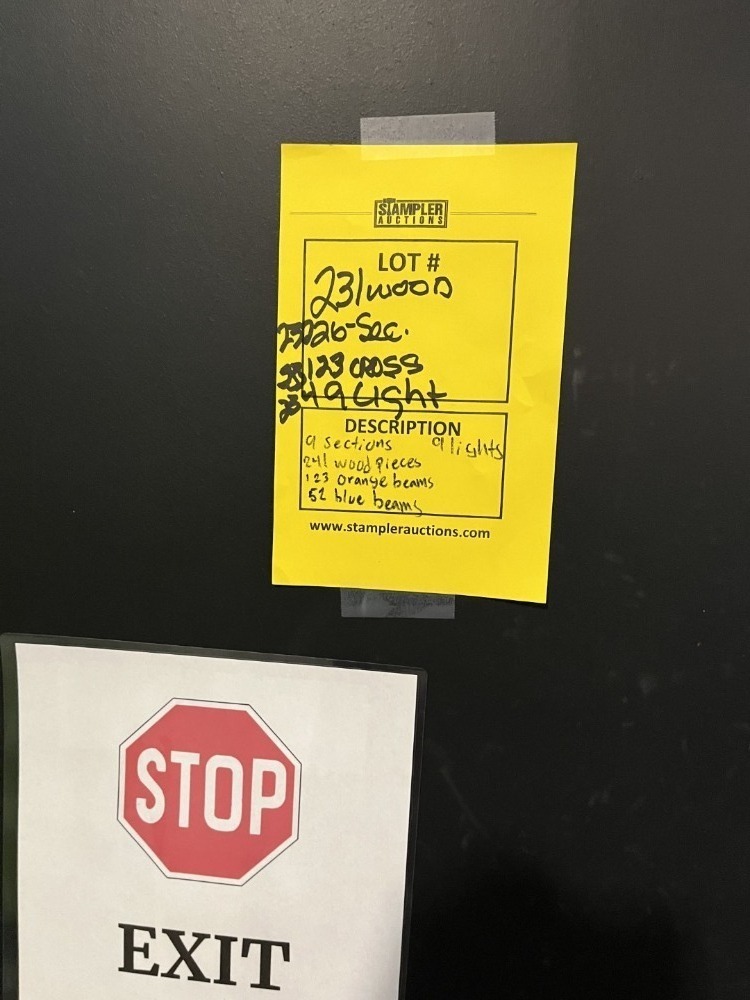 STAMPLER
AUCTIONS
LOT #
231 WOOD
26-Sec.
123 CROSS
49 Light
DESCRIPTION
9 sections 9 lights
241 wood pieces
123 orange beams
52 blue beams
www.stamplerauctions.com
STOP
EXIT